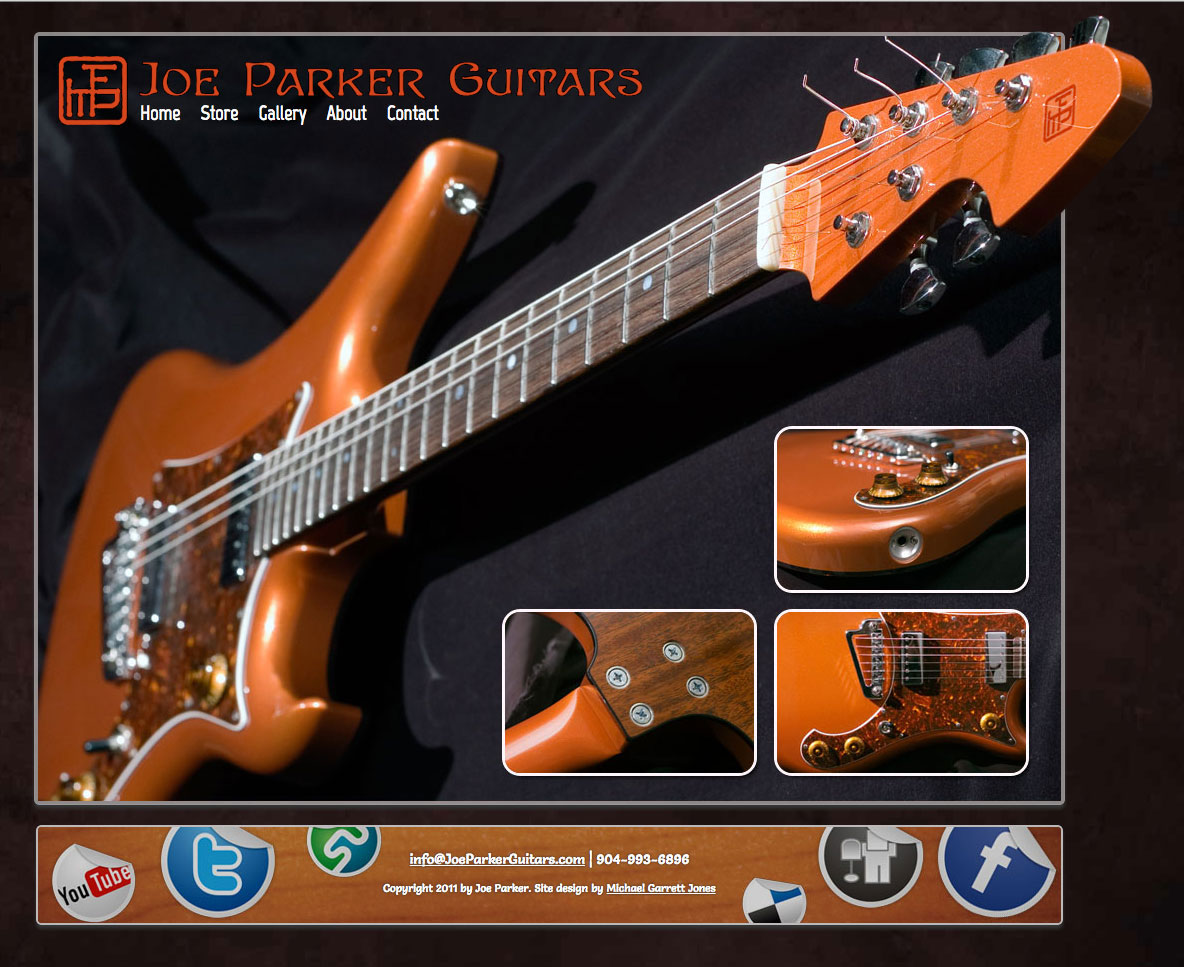 Joe Parker Guitars
Home Store Gallery About Contact
You Tube
info@JoeParkerGuitars.com | 904-993-6896
Copyright 2011 by Joe Parker. Site design by Michael Garrett Jones